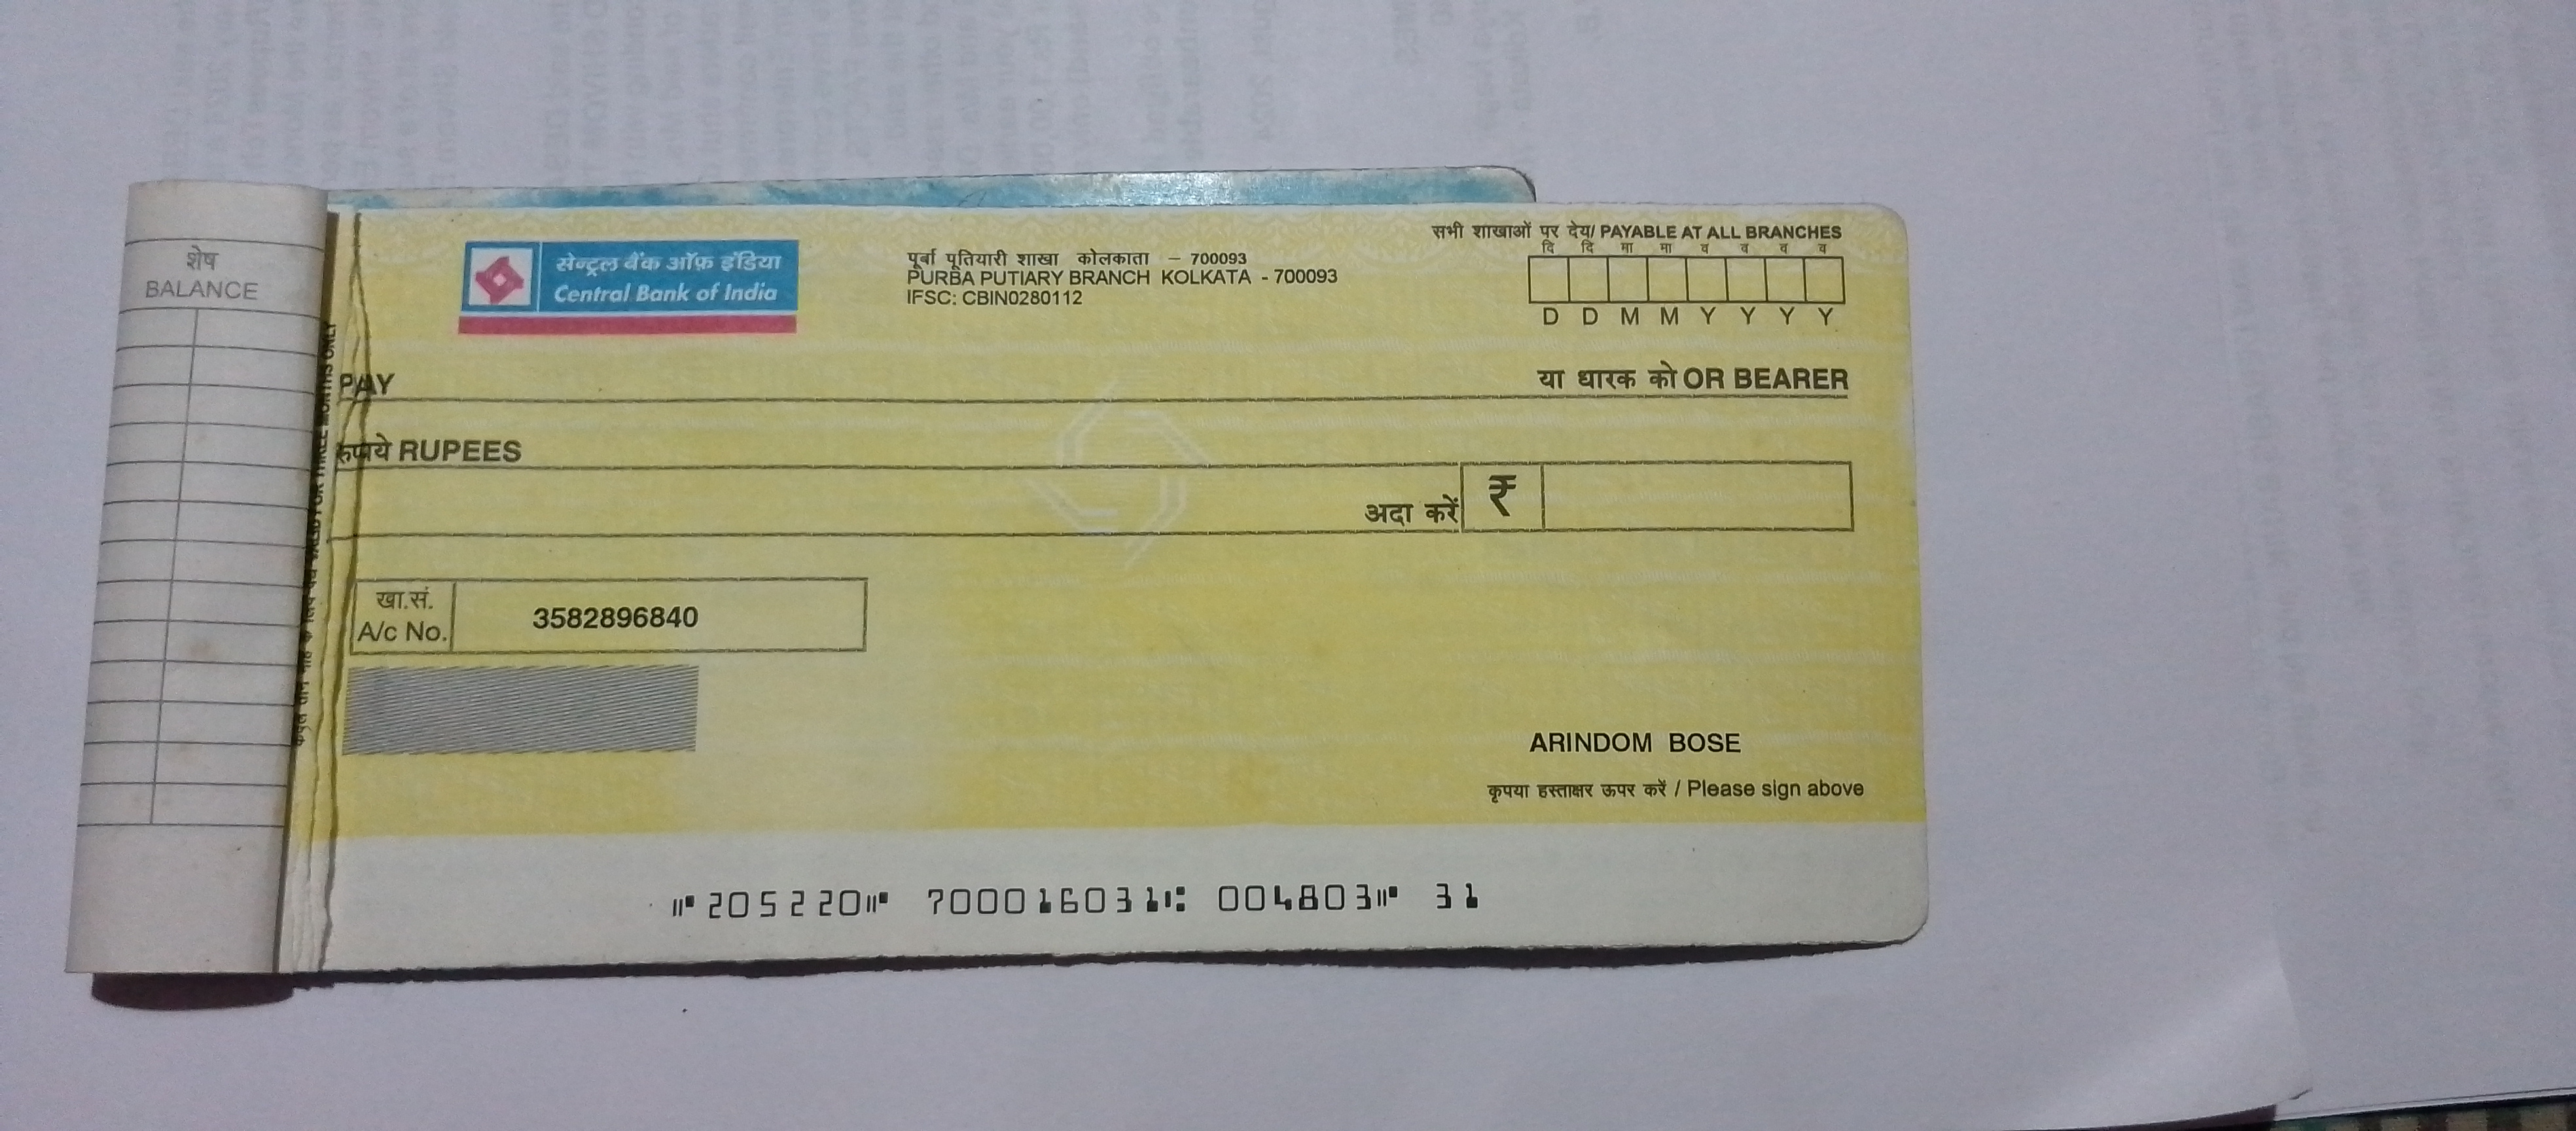 शेष
BALANCE
सेन्ट्रल बैंक ऑफ़ इंडिया
Central Bank of India
पूर्बा पूतियारी शाखा कोलकाता – 700093
PURBA PUTIARY BRANCH KOLKATA - 700093
IFSC: CBIN0280112
सभी शाखाओं पर देय/ PAYABLE AT ALL BRANCHES
दि दि मा मा व व व व
D D M M Y Y Y Y
PAY
या धारक को OR BEARER
रुपये RUPEES
अदा करें ₹
खा.सं.
A/c No.
3582896840
ARINDOM BOSE
कृपया हस्ताक्षर ऊपर करें / Please sign above
⑈205220⑈ 700016031⑆ 004803⑈ 31
FOR THREE MONTHS ONLY